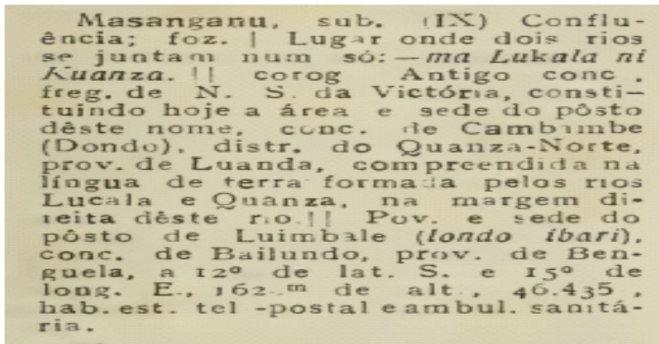 Masanganu, sub. (IX) Conflu-
ência; foz. | Lugar onde dois rios
se juntam num só: — ma Lukala ni
Kuanza. || corog Antigo conc.
freg. de N. S. da Victória, consti-
tuindo hoje a área e sede do pôsto
dêste nome, conc. de Cambambe
(Dondo), distr. do Quanza-Norte,
prov. de Luanda, compreendida na
língua de terra formada pelos rios
Lucala e Quanza, na margem di-
reita dêste rio. || Pov. e sede do
pôsto de Luimbale (londo ibari),
conc. de Bailundo, prov. de Ben-
guela, a 12º de lat. S. e 15º de
long. E., 162 m de alt., 46.435,
hab. est. tel -postal e ambul. sanitá-
ria.